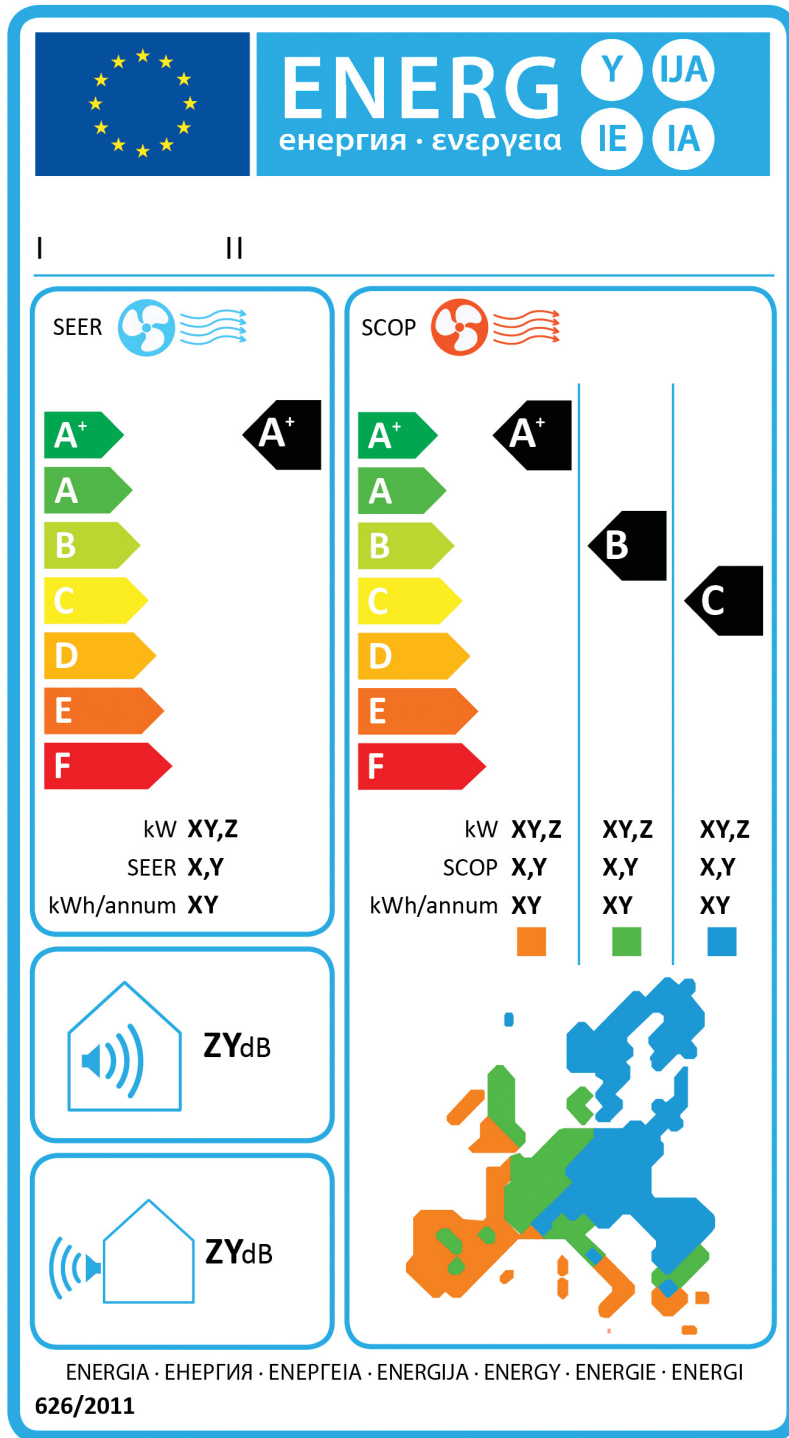 ENERG Y IJA
енергия · ενεργεια IE IA
I II
SEER
A+ A+
A
B
C
D
E
F
kW XY,Z
SEER X,Y
kWh/annum XY
SCOP
A+ A+
A
B B
C C
D
E
F
kW XY,Z XY,Z XY,Z
SCOP X,Y X,Y X,Y
kWh/annum XY XY XY
ZYdB
ZYdB
ENERGIA · ЕНЕРГИЯ · ΕΝΕΡΓΕΙΑ · ENERGIJA · ENERGY · ENERGIE · ENERGI
626/2011